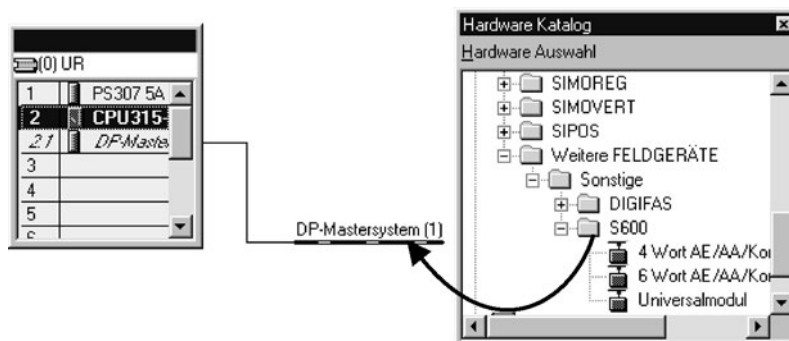 (0) UR
1 PS307 5A
2 CPU315-
2.1 DP-Maste
3
4
5
DP-Mastersystem (1)
Hardware Katalog
Hardware Auswahl
SIMOREG
SIMOVERT
SIPOS
Weitere FELDGERÄTE
Sonstige
DIGIFAS
S600
4 Wort AE/AA/Kor
6 Wort AE/AA/Kor
Universalmodul